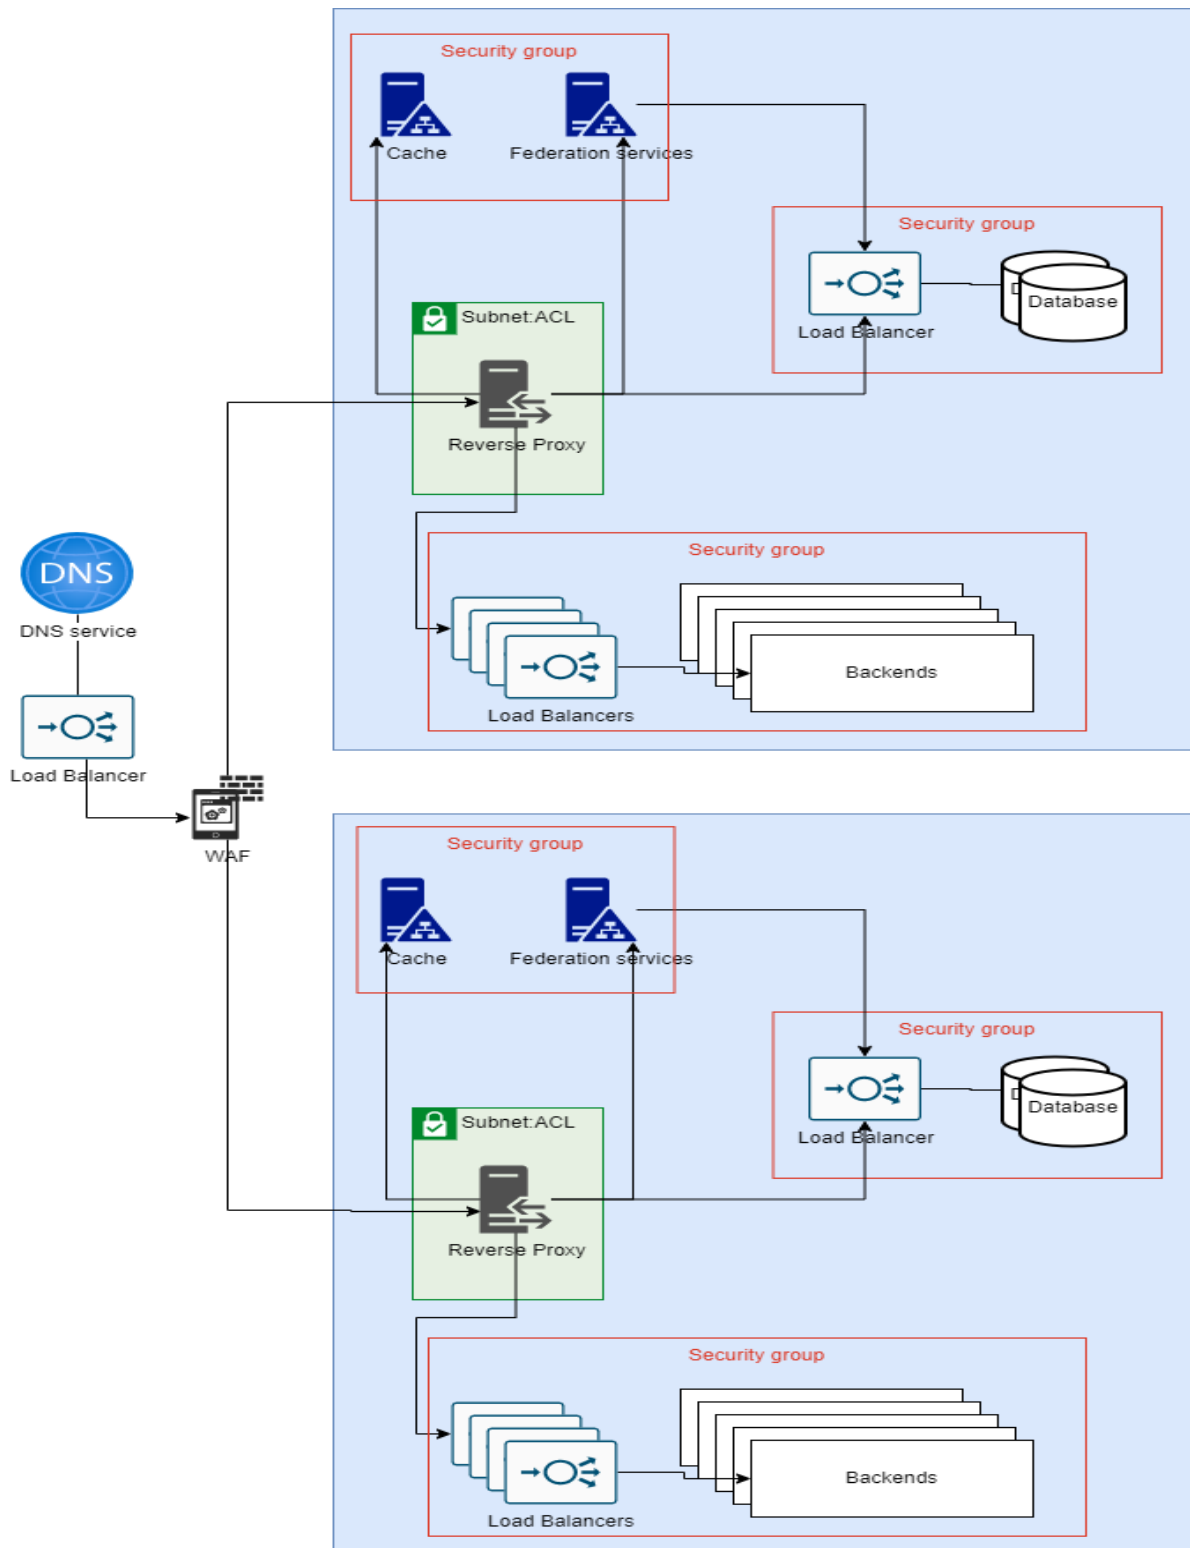 Security group
Cache
Federation services
Security group
Load Balancer
Database
Subnet:ACL
Reverse Proxy
DNS
DNS service
Load Balancer
WAF
Security group
Load Balancers
Backends
Security group
Cache
Federation services
Security group
Load Balancer
Database
Subnet:ACL
Reverse Proxy
Security group
Load Balancers
Backends